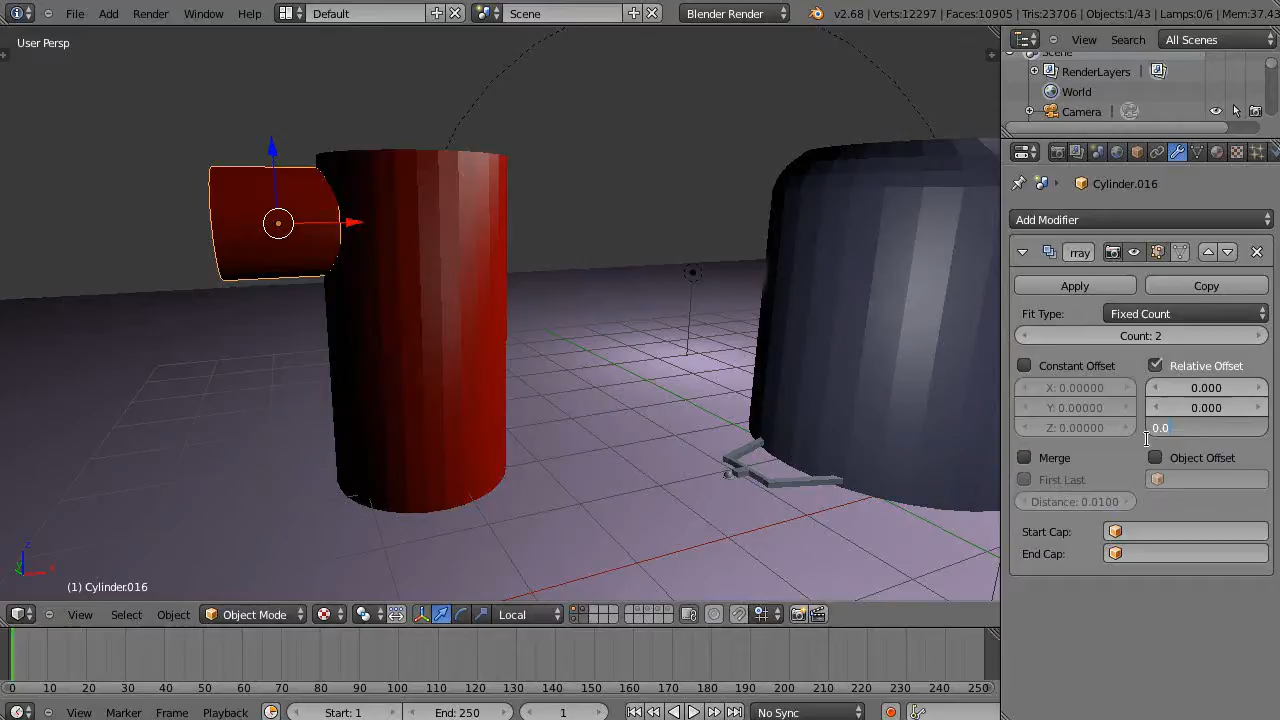 File Add Render Window Help Default Scene Blender Render v2.68 | Verts:12297 | Faces:10905 | Tris:23706 | Objects:1/43 | Lamps:0/6 | Mem:37.43
User Persp
View Search All Scenes
Scene
RenderLayers
World
Camera
Cylinder.016
Add Modifier
rray
Apply Copy
Fit Type: Fixed Count
Count: 2
Constant Offset Relative Offset
X: 0.00000 0.000
Y: 0.00000 0.000
Z: 0.00000 0.0
Merge Object Offset
First Last
Distance: 0.0100
Start Cap:
End Cap:
z
y x
(1) Cylinder.016
View Select Object Object Mode Local
0 10 20 30 40 50 60 70 80 90 100 110 120 130 140 150 160 170 180 190 200 210 220 230 240 250
View Marker Frame Playback Start: 1 End: 250 1 No Sync